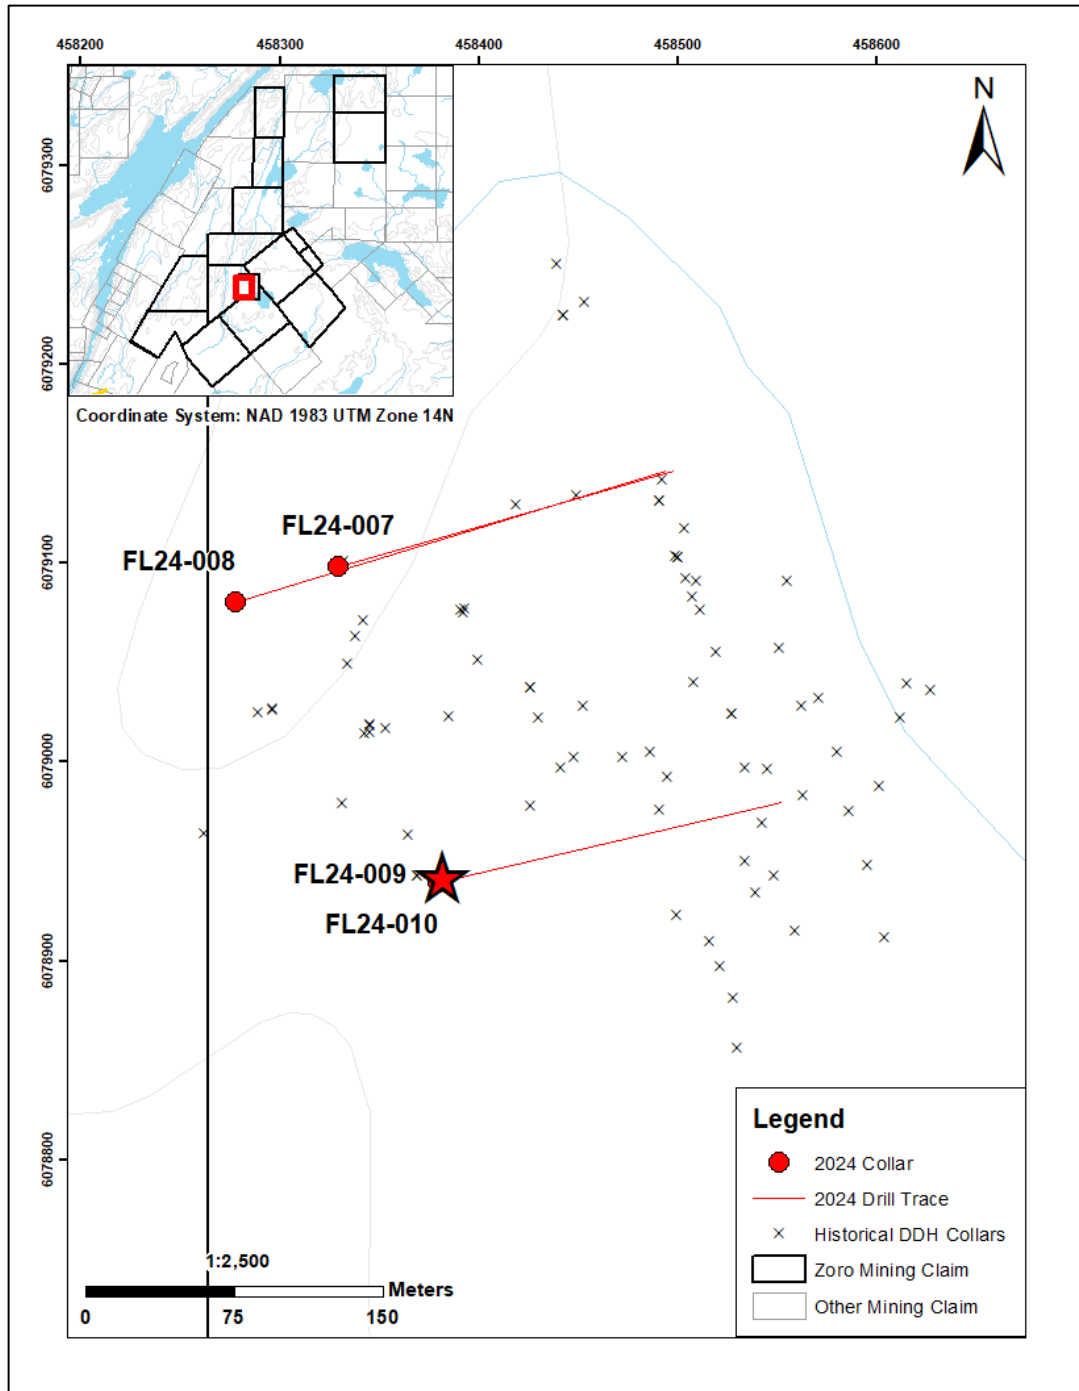 458200 458300 458400 458500 458600
6079300
6079200
6079100
6079000
6078900
6078800
N
Coordinate System: NAD 1983 UTM Zone 14N
FL24-007
FL24-008
FL24-009
FL24-010
1:2,500
Meters
0 75 150
Legend
2024 Collar
2024 Drill Trace
Historical DDH Collars
Zoro Mining Claim
Other Mining Claim